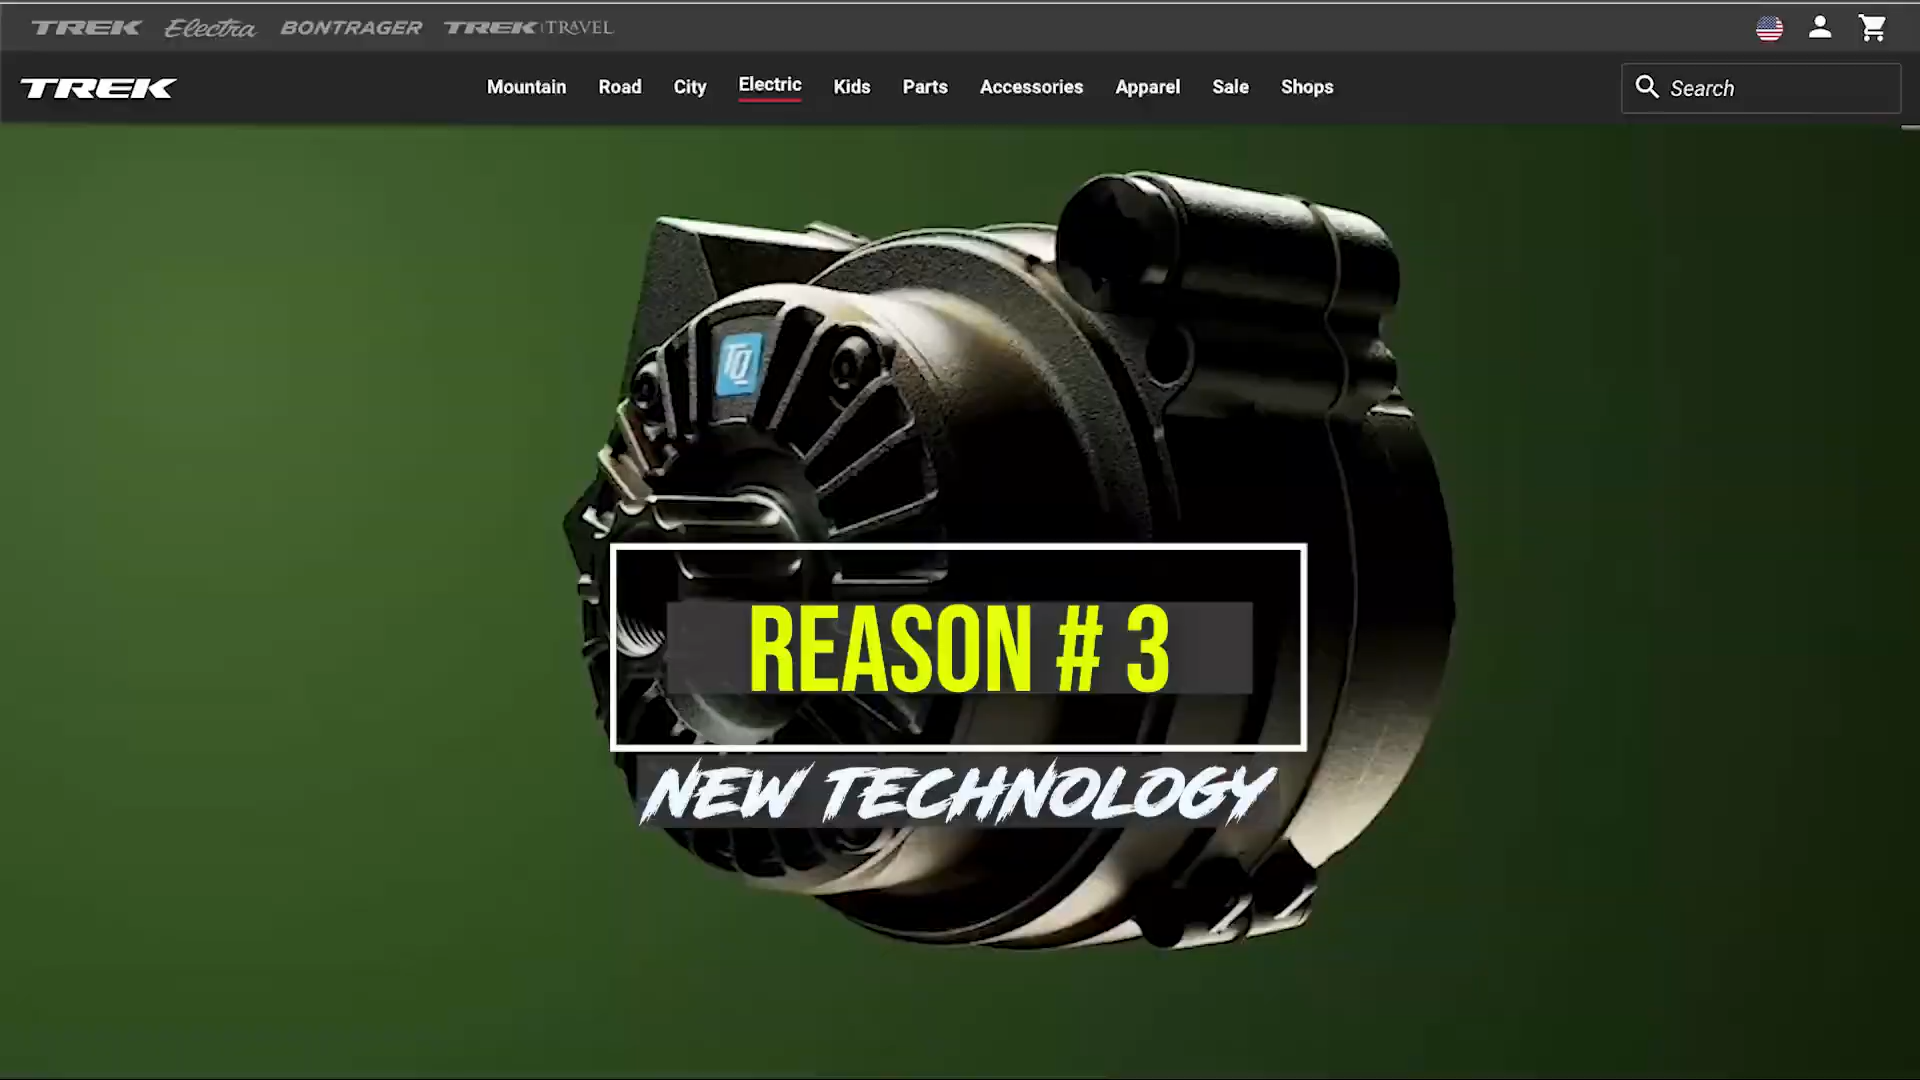 TREK Electra BONTRAGER TREK TRAVEL
TREK Mountain Road City Electric Kids Parts Accessories Apparel Sale Shops Search
TQ
REASON # 3
NEW TECHNOLOGY